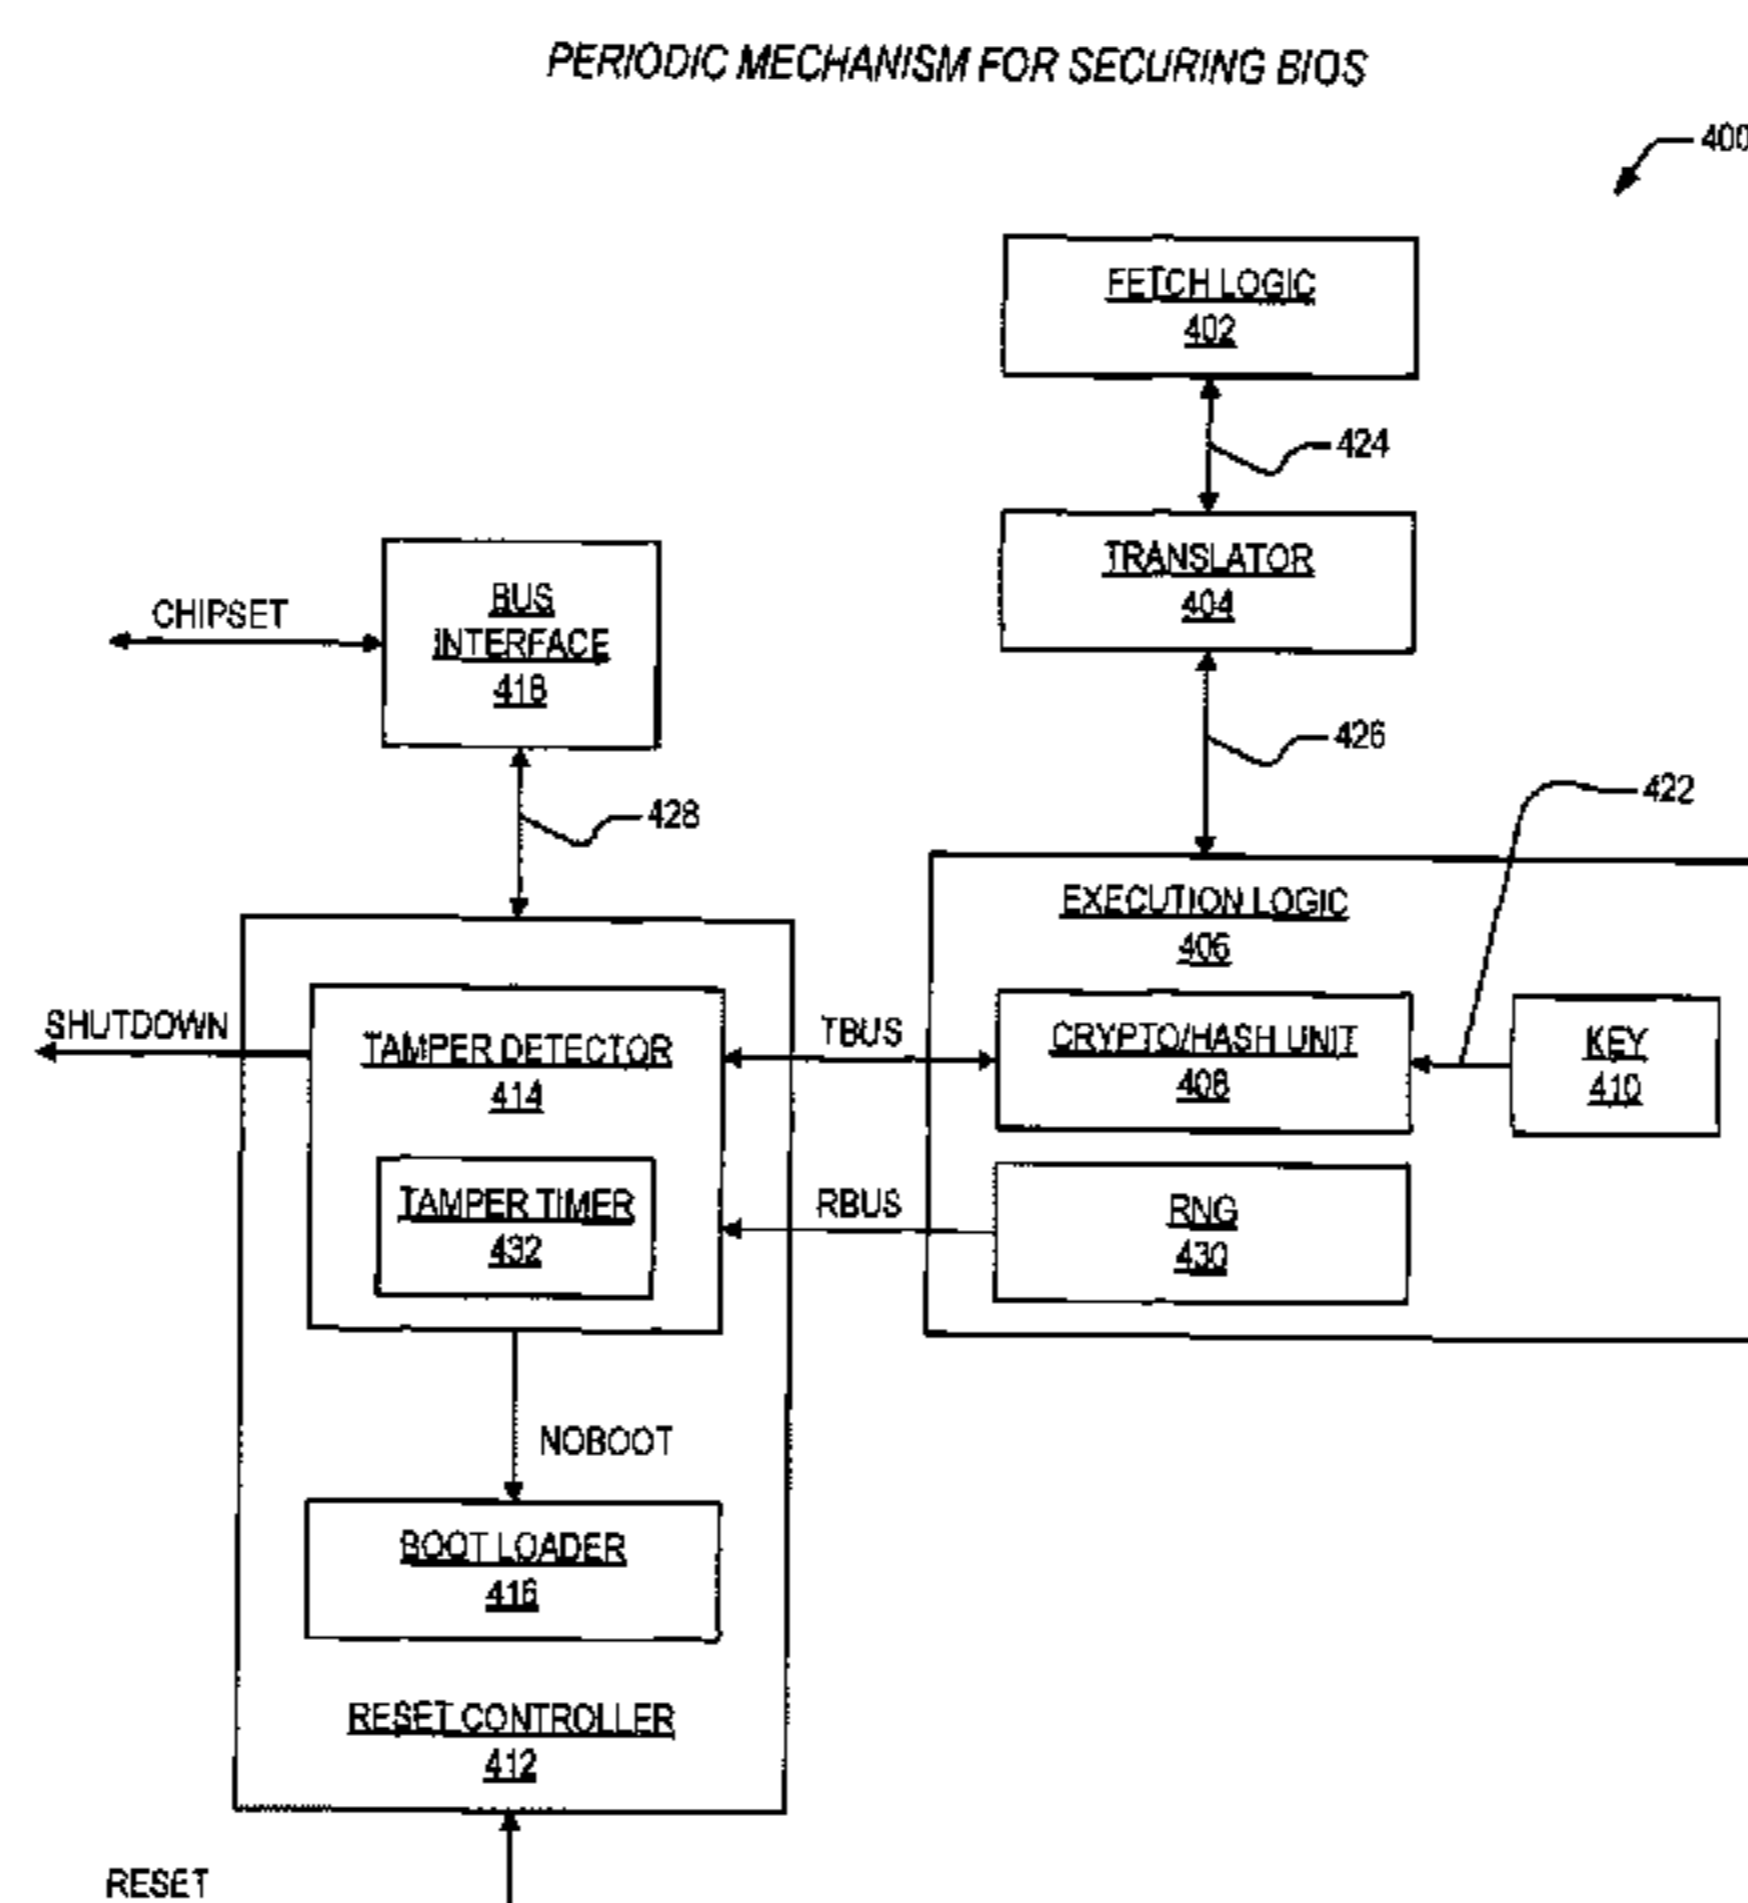 PERIODIC MECHANISM FOR SECURING BIOS
400
FETCH LOGIC
402
424
TRANSLATOR
404
CHIPSET
BUS
INTERFACE
418
426
428
422
EXECUTION LOGIC
406
SHUTDOWN
TAMPER DETECTOR
414
TBUS
CRYPTO/HASH UNIT
408
KEY
410
TAMPER TIMER
432
RBUS
RNG
430
NOBOOT
BOOT LOADER
416
RESET CONTROLLER
412
RESET